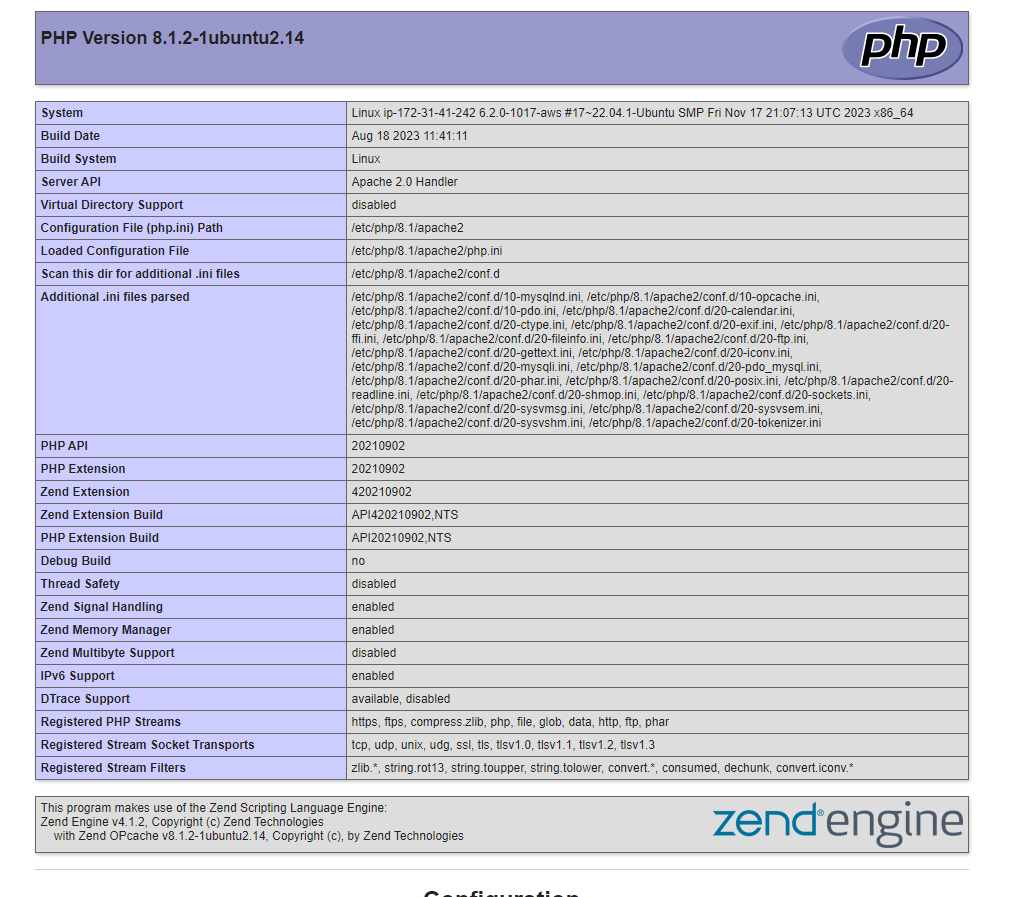 PHP Version 8.1.2-1ubuntu2.14
php
System Linux ip-172-31-41-242 6.2.0-1017-aws #17~22.04.1-Ubuntu SMP Fri Nov 17 21:07:13 UTC 2023 x86_64
Build Date Aug 18 2023 11:41:11
Build System Linux
Server API Apache 2.0 Handler
Virtual Directory Support disabled
Configuration File (php.ini) Path /etc/php/8.1/apache2
Loaded Configuration File /etc/php/8.1/apache2/php.ini
Scan this dir for additional .ini files /etc/php/8.1/apache2/conf.d
Additional .ini files parsed /etc/php/8.1/apache2/conf.d/10-mysqlnd.ini, /etc/php/8.1/apache2/conf.d/10-opcache.ini,
/etc/php/8.1/apache2/conf.d/10-pdo.ini, /etc/php/8.1/apache2/conf.d/20-calendar.ini,
/etc/php/8.1/apache2/conf.d/20-ctype.ini, /etc/php/8.1/apache2/conf.d/20-exif.ini, /etc/php/8.1/apache2/conf.d/20-
ffi.ini, /etc/php/8.1/apache2/conf.d/20-fileinfo.ini, /etc/php/8.1/apache2/conf.d/20-ftp.ini,
/etc/php/8.1/apache2/conf.d/20-gettext.ini, /etc/php/8.1/apache2/conf.d/20-iconv.ini,
/etc/php/8.1/apache2/conf.d/20-mysqli.ini, /etc/php/8.1/apache2/conf.d/20-pdo_mysql.ini,
/etc/php/8.1/apache2/conf.d/20-phar.ini, /etc/php/8.1/apache2/conf.d/20-posix.ini, /etc/php/8.1/apache2/conf.d/20-
readline.ini, /etc/php/8.1/apache2/conf.d/20-shmop.ini, /etc/php/8.1/apache2/conf.d/20-sockets.ini,
/etc/php/8.1/apache2/conf.d/20-sysvmsg.ini, /etc/php/8.1/apache2/conf.d/20-sysvsem.ini,
/etc/php/8.1/apache2/conf.d/20-sysvshm.ini, /etc/php/8.1/apache2/conf.d/20-tokenizer.ini
PHP API 20210902
PHP Extension 20210902
Zend Extension 420210902
Zend Extension Build API420210902,NTS
PHP Extension Build API20210902,NTS
Debug Build no
Thread Safety disabled
Zend Signal Handling enabled
Zend Memory Manager enabled
Zend Multibyte Support disabled
IPv6 Support enabled
DTrace Support available, disabled
Registered PHP Streams https, ftps, compress.zlib, php, file, glob, data, http, ftp, phar
Registered Stream Socket Transports tcp, udp, unix, udg, ssl, tls, tlsv1.0, tlsv1.1, tlsv1.2, tlsv1.3
Registered Stream Filters zlib.*, string.rot13, string.toupper, string.tolower, convert.*, consumed, dechunk, convert.iconv.*
This program makes use of the Zend Scripting Language Engine:
Zend Engine v4.1.2, Copyright (c) Zend Technologies
with Zend OPcache v8.1.2-1ubuntu2.14, Copyright (c), by Zend Technologies
zend® engine
Configuration